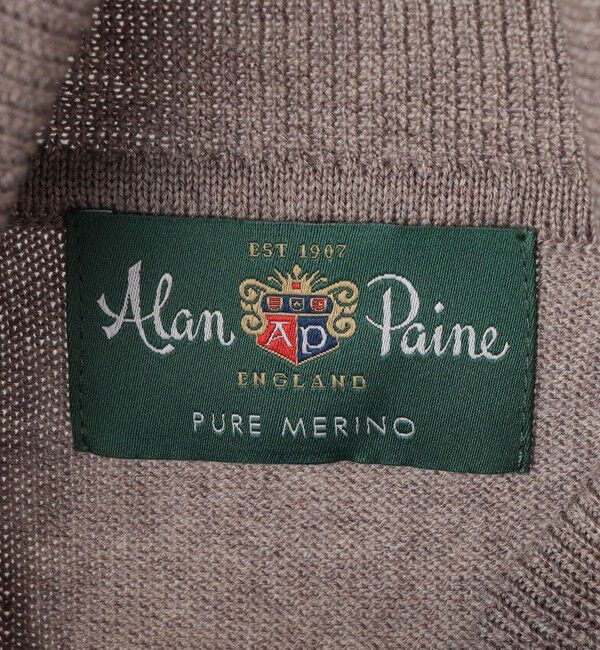 EST 1907
Alan AP Paine
ENGLAND
PURE MERINO